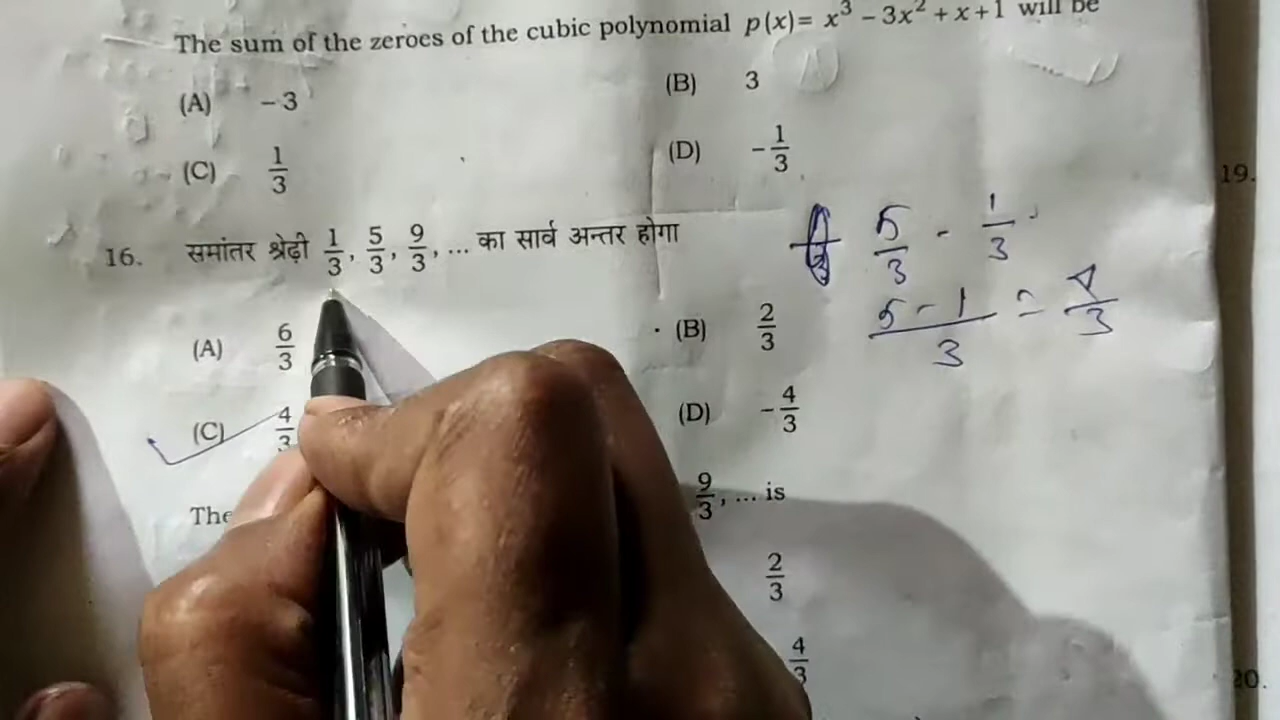 The sum of the zeroes of the cubic polynomial p(x) = x³ − 3x² + x + 1 will be
(A) −3 (B) 3
(C) 1/3 (D) −1/3
19.
16. समांतर श्रेढ़ी 1/3, 5/3, 9/3, ... का सार्व अन्तर होगा
5/3 - 1/3
5 - 1/3 = 4/3
(A) 6/3 (B) 2/3
(C) 4/3 (D) −4/3
9/3, ... is
2/3
4/3
20.